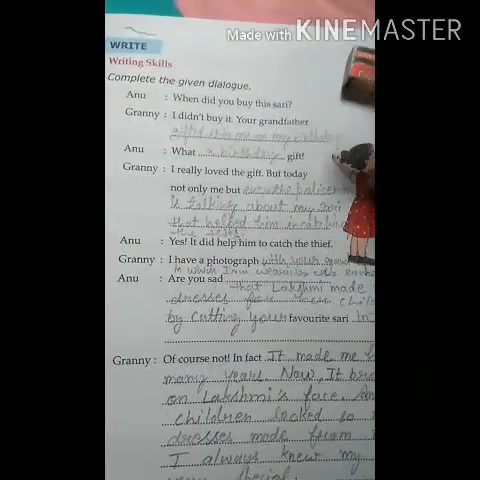 Made with KINEMASTER
WRITE
Writing Skills
Complete the given dialogue.
Anu : When did you buy this sari?
Granny : I didn't buy it. Your grandfather
gifted it to me on my birthday
Anu : What a birthday gift!
Granny : I really loved the gift. But today
not only me but even the policeman
is talking about my sari
that helped him in catching
the thief.
Anu : Yes! It did help him to catch the thief.
Granny : I have a photograph with your
in which I'm wearing
Anu : Are you sad that Lakshmi made
dresses for her
by cutting your favourite sari in
Granny : Of course not! In fact It made me
many years. Now, It
on Lakshmi's face.
children looked so
dresses made from
I always knew my
special.